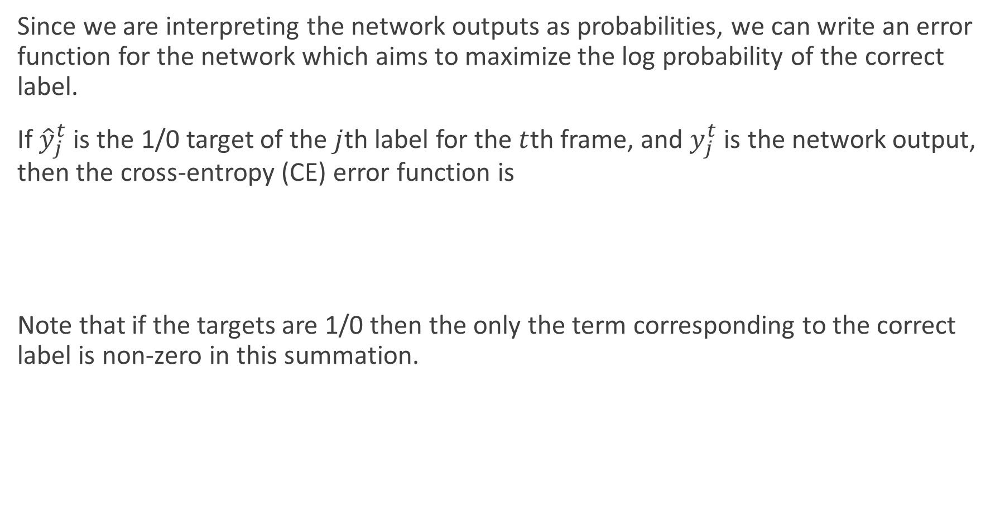 Since we are interpreting the network outputs as probabilities, we can write an error
function for the network which aims to maximize the log probability of the correct
label.
If ŷ_j^t is the 1/0 target of the jth label for the tth frame, and y_j^t is the network output,
then the cross-entropy (CE) error function is
Note that if the targets are 1/0 then the only the term corresponding to the correct
label is non-zero in this summation.